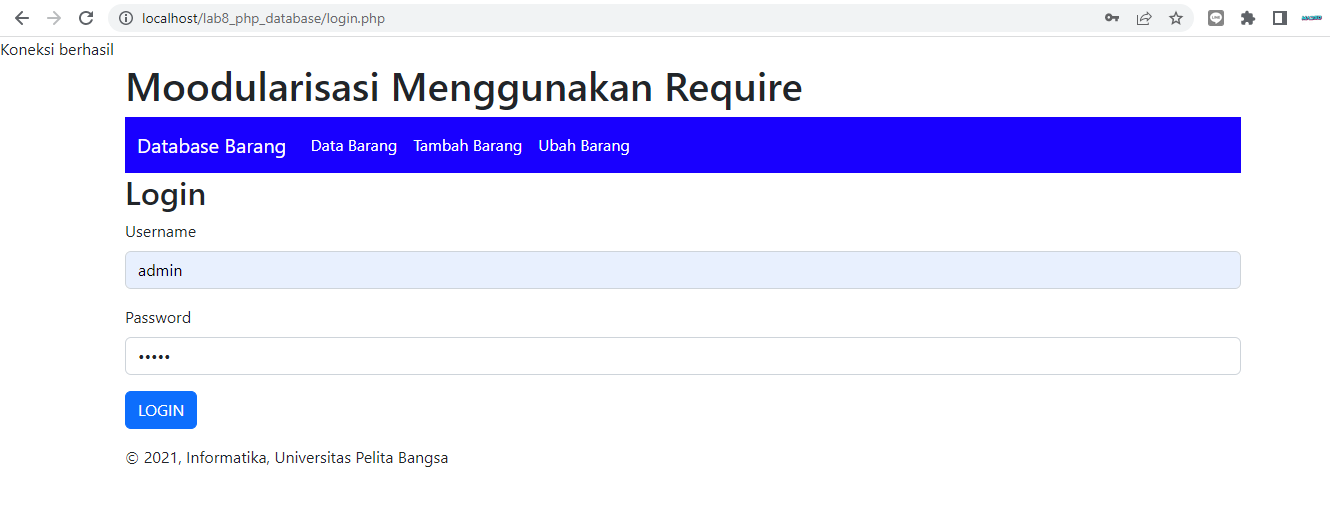 localhost/lab8_php_database/login.php
Koneksi berhasil
Moodularisasi Menggunakan Require
Database Barang Data Barang Tambah Barang Ubah Barang
Login
Username
admin
Password
•••••
LOGIN
© 2021, Informatika, Universitas Pelita Bangsa